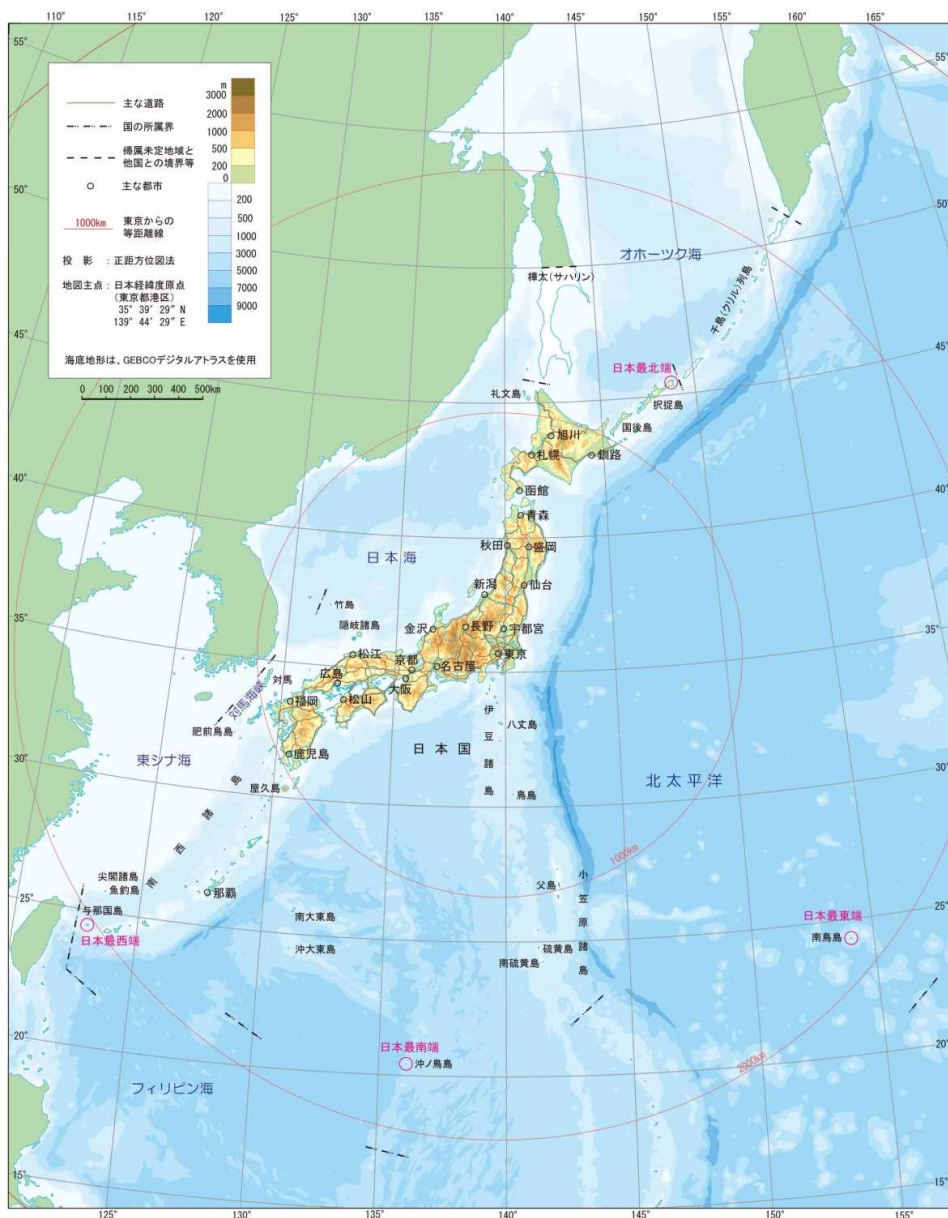 110°
115°
120°
125°
130°
135°
140°
145°
150°
155°
160°
165°
55°
50°
45°
40°
35°
30°
25°
20°
15°
主な道路
国の所属界
帰属未定地域と
他国との境界等
主な都市
1000km
東京からの
等距離線
投 影 :正距方位図法
地図主点:日本経緯度原点
(東京都港区)
35° 39′ 29″ N
139° 44′ 29″ E
海底地形は、GEBCOデジタルアトラスを使用
m
3000
2000
1000
500
200
0
200
500
1000
3000
5000
7000
9000
0 100 200 300 400 500km
オホーツク海
樺太(サハリン)
千島(クリル)列島
日本最北端
択捉島
国後島
礼文島
旭川
札幌
釧路
函館
青森
秋田
盛岡
日本海
新潟
仙台
竹島
隠岐諸島
金沢
長野
宇都宮
松江
京都
東京
広島
名古屋
大阪
対馬
対馬海峡
福岡
松山
肥前鳥島
鹿児島
伊豆諸島
八丈島
日本国
東シナ海
北太平洋
屋久島
鳥島
南西諸島
1000km
父島
小笠原諸島
尖閣諸島
魚釣島
那覇
与那国島
南大東島
日本最東端
日本最西端
沖大東島
硫黄島
南鳥島
南硫黄島
日本最南端
沖ノ鳥島
2000km
フィリピン海
55°
50°
45°
40°
35°
30°
25°
20°
15°
125°
130°
135°
140°
145°
150°
155°